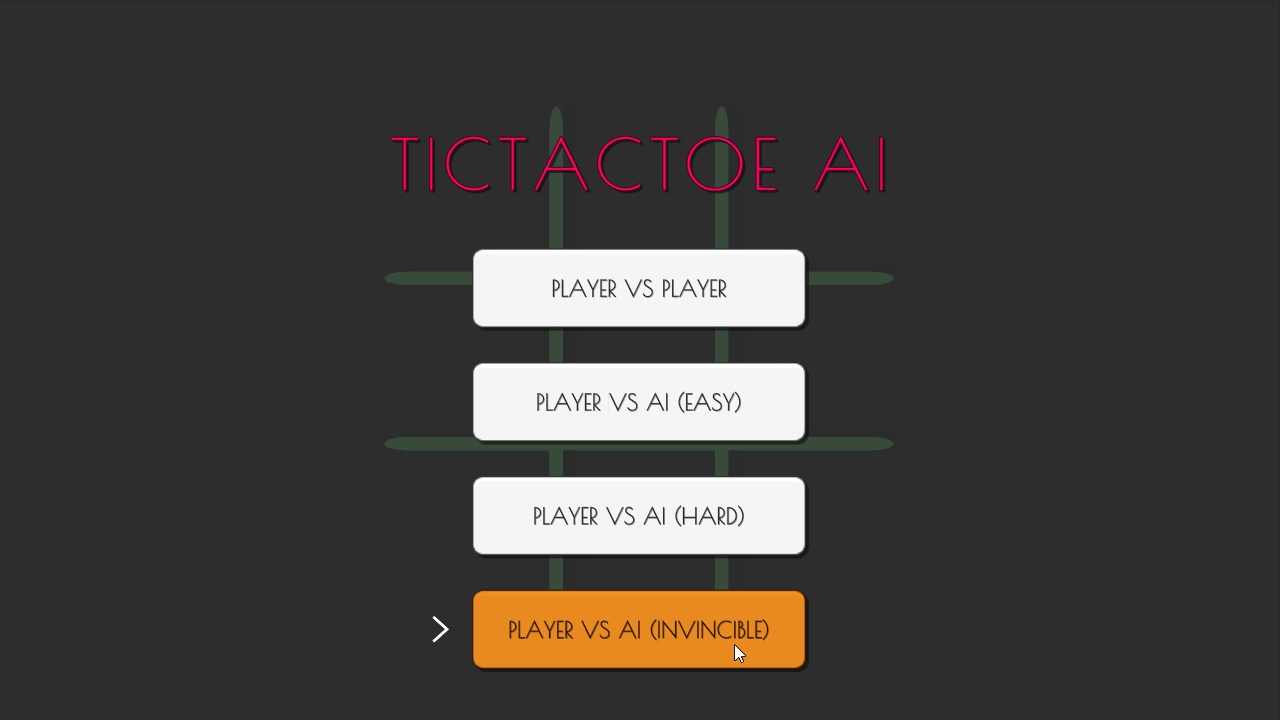 TICTACTOE AI
PLAYER VS PLAYER
PLAYER VS AI (EASY)
PLAYER VS AI (HARD)
> PLAYER VS AI (INVINCIBLE)